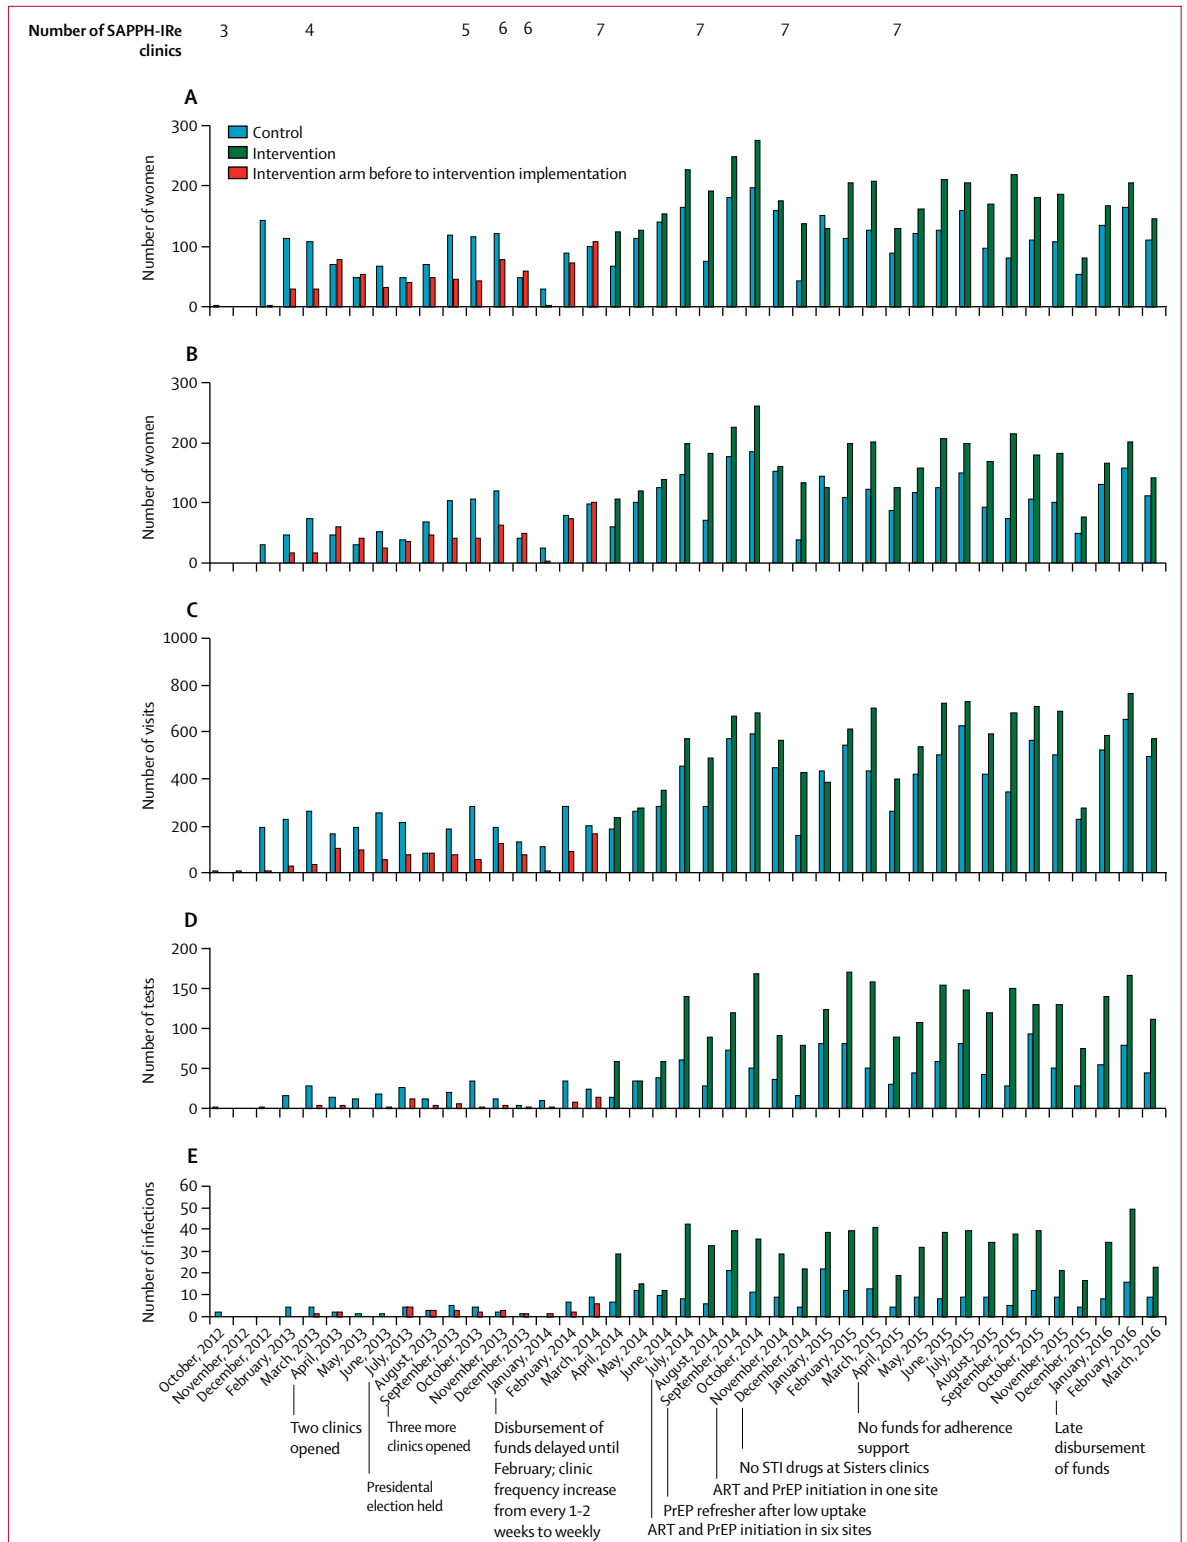 Number of SAPPH-IRe clinics 3 4 5 6 6 7 7 7 7
A
Number of women
300
200
100
0
Control
Intervention
Intervention arm before to intervention implementation
B
Number of women
300
200
100
0
C
Number of visits
1000
800
600
400
200
0
D
Number of tests
200
150
100
50
0
E
Number of infections
60
50
40
30
20
10
0
October, 2012
November, 2012
December, 2012
February, 2013
March, 2013
April, 2013
May, 2013
June, 2013
July, 2013
August, 2013
September, 2013
October, 2013
November, 2013
December, 2013
January, 2014
February, 2014
March, 2014
April, 2014
May, 2014
June, 2014
July, 2014
August, 2014
September, 2014
October, 2014
November, 2014
December, 2014
January, 2015
February, 2015
March, 2015
April, 2015
May, 2015
June, 2015
July, 2015
August, 2015
September, 2015
October, 2015
November, 2015
December, 2015
January, 2016
February, 2016
March, 2016
Two clinics
opened
Presidental
election held
Three more
clinics opened
Disbursement of
funds delayed until
February; clinic
frequency increase
from every 1-2
weeks to weekly
ART and PrEP initiation in six sites
PrEP refresher after low uptake
ART and PrEP initiation in one site
No STI drugs at Sisters clinics
No funds for adherence
support
Late
disbursement
of funds